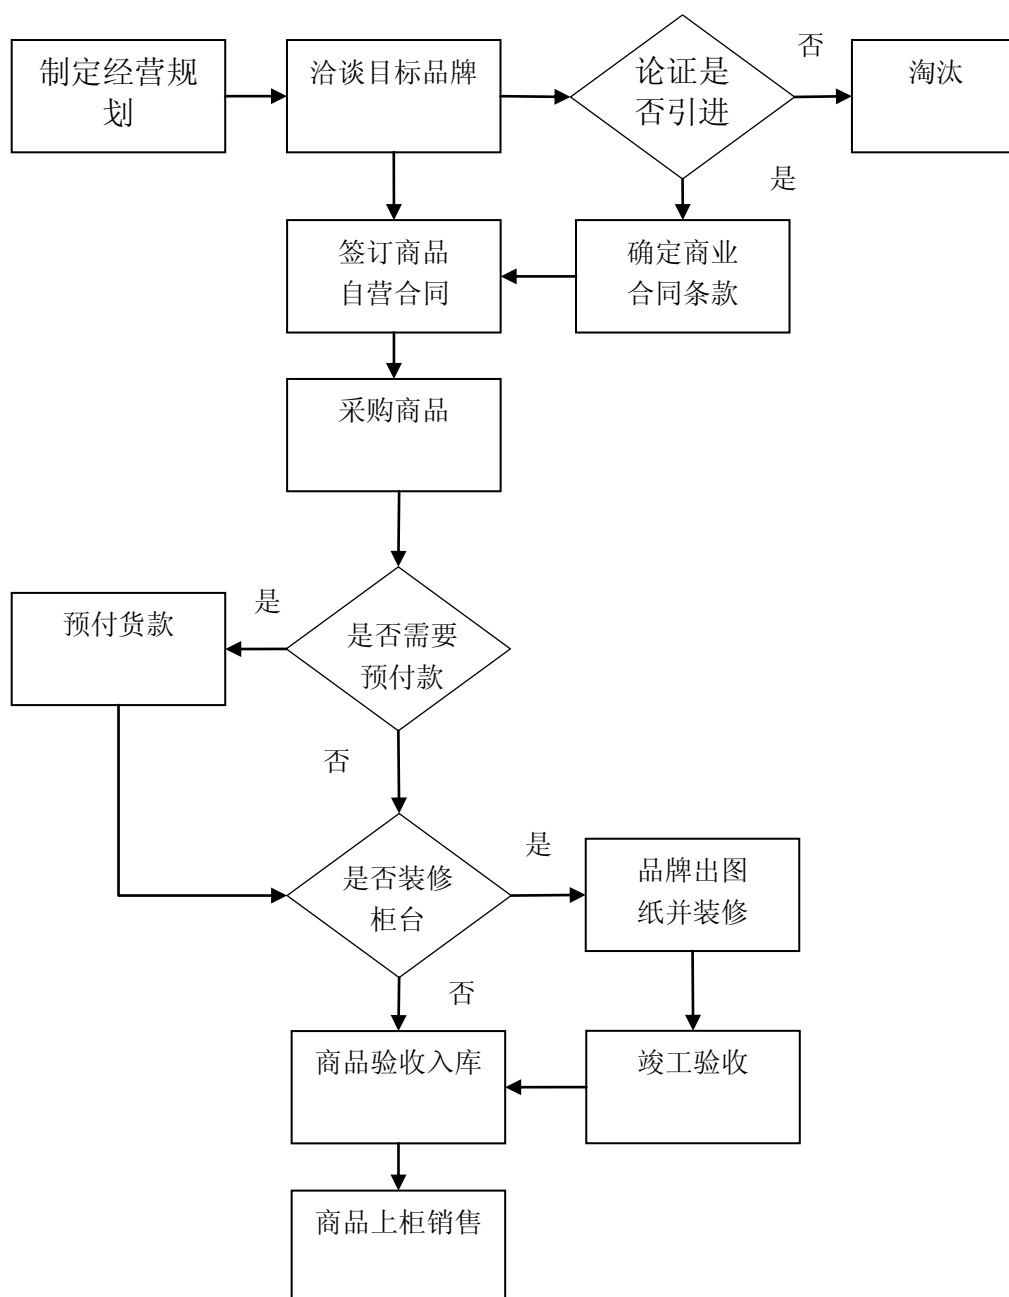 制定经营规
划
洽谈目标品牌
论证是
否引进
否
淘汰
是
签订商品
自营合同
确定商业
合同条款
采购商品
预付货款
是
是否需要
预付款
否
是否装修
柜台
是
品牌出图
纸并装修
否
商品验收入库
竣工验收
商品上柜销售